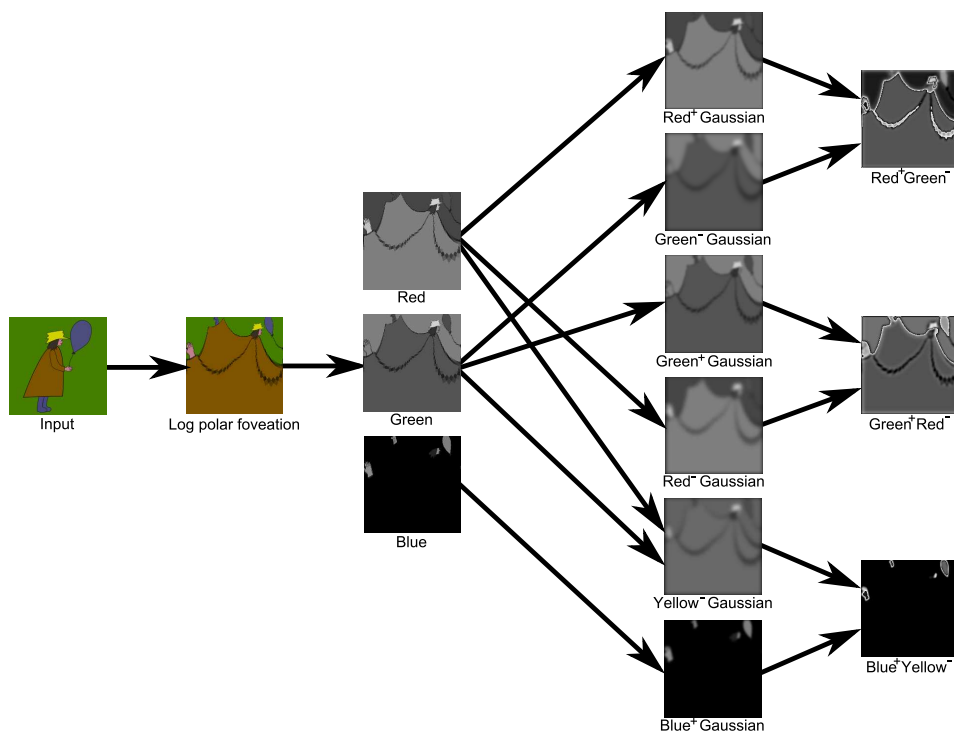 Input
Log polar foveation
Red
Green
Blue
Red⁺ Gaussian
Green⁻ Gaussian
Green⁺ Gaussian
Red⁻ Gaussian
Yellow⁻ Gaussian
Blue⁺ Gaussian
Red⁺Green⁻
Green⁺Red⁻
Blue⁺Yellow⁻